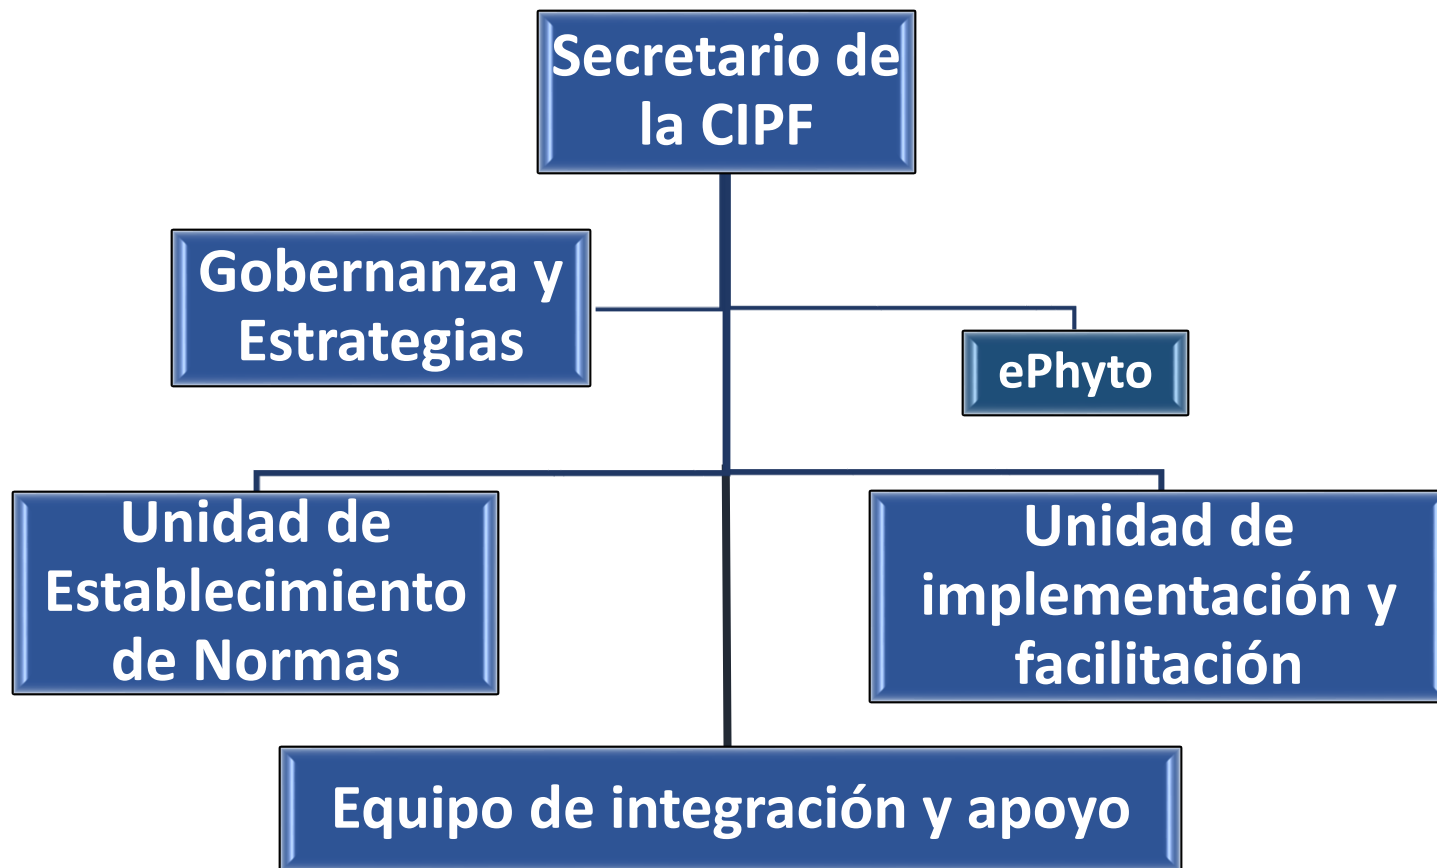 Secretario de
la CIPF
Gobernanza y
Estrategias
ePhyto
Unidad de
Establecimiento
de Normas
Unidad de
implementación y
facilitación
Equipo de integración y apoyo